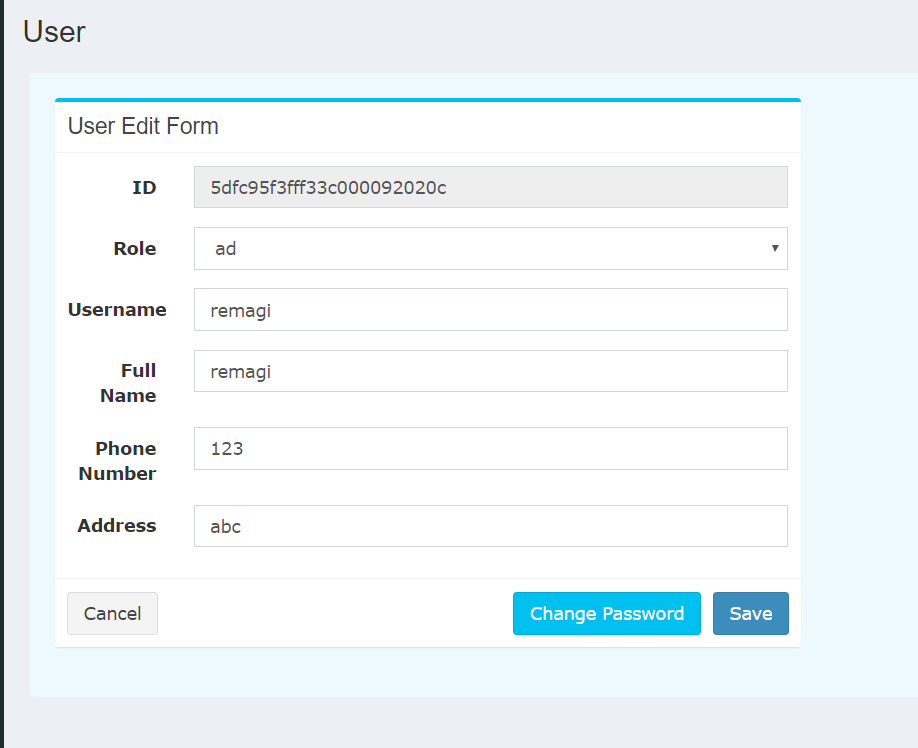 User
User Edit Form
ID
5dfc95f3fff33c000092020c
Role
ad
Username
remagi
Full
Name
remagi
Phone
Number
123
Address
abc
Cancel
Change Password
Save